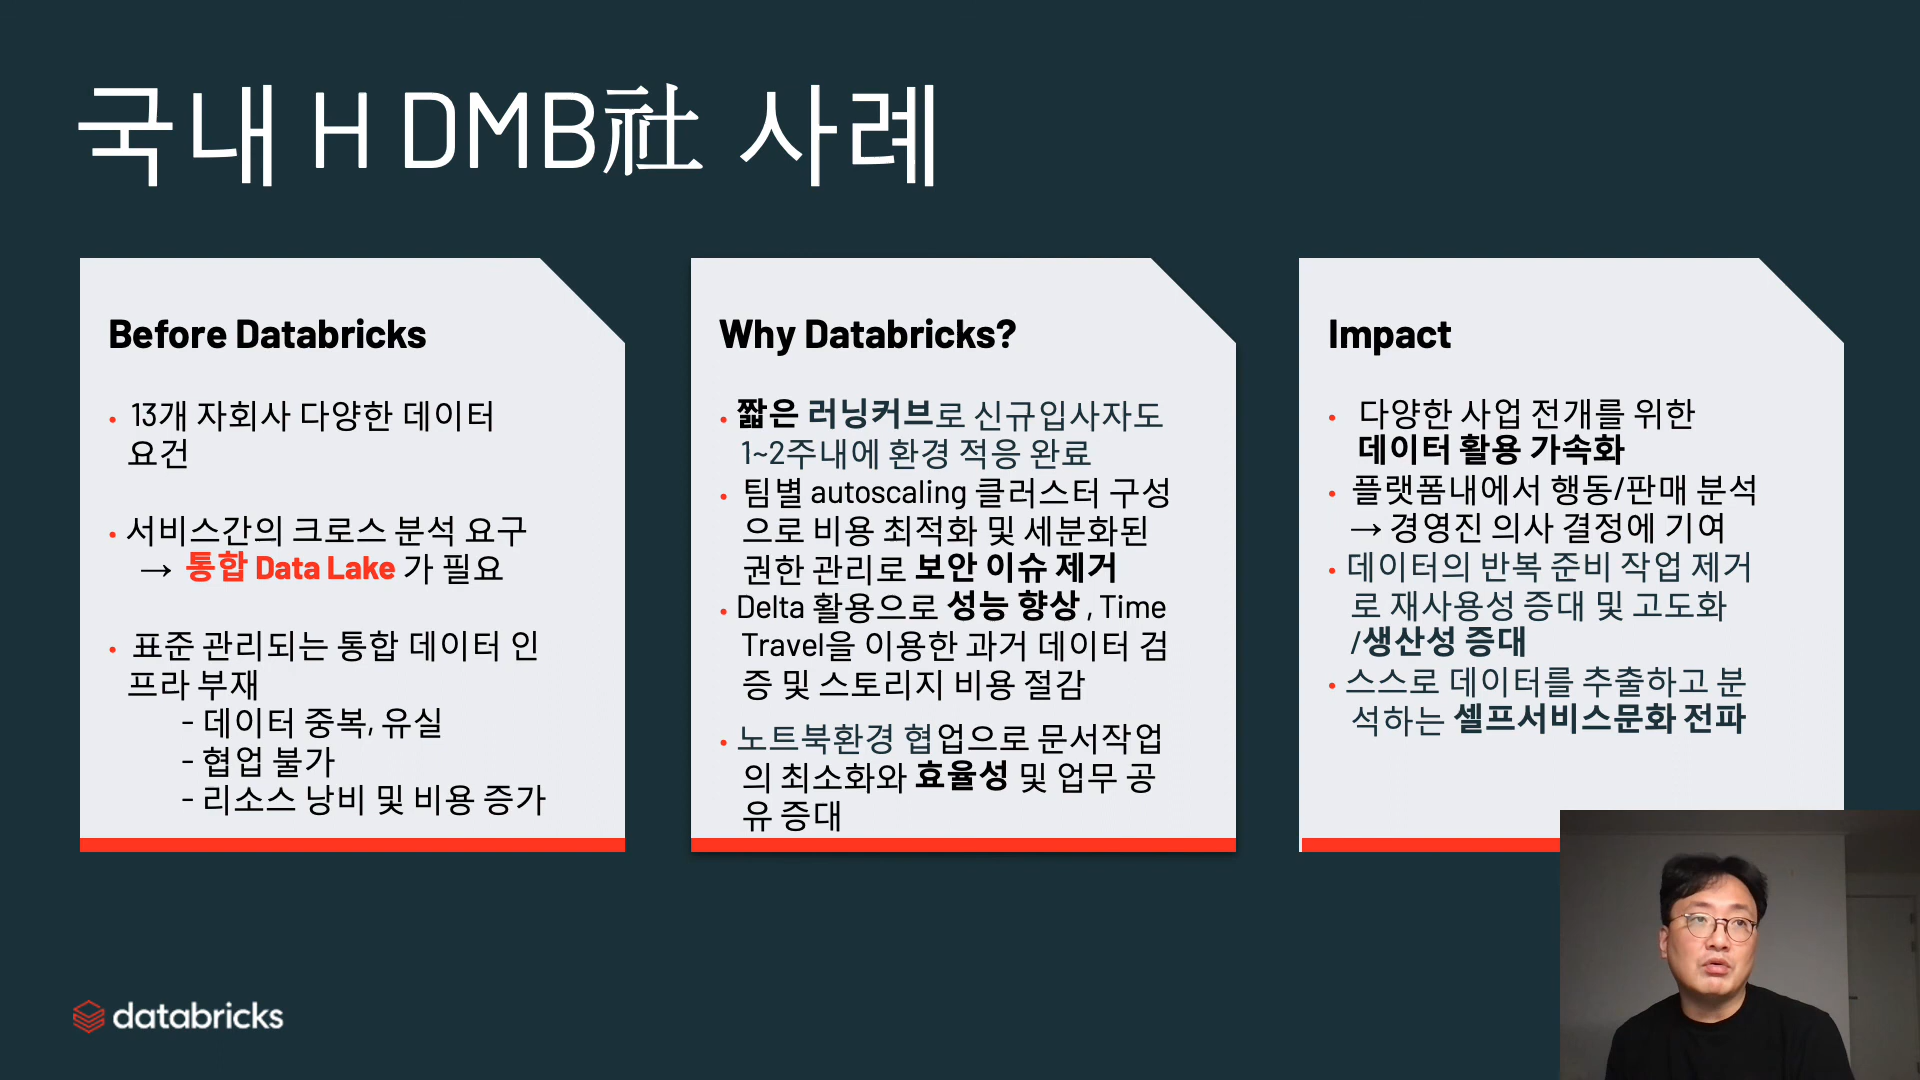 국내 H DMB社 사례
Before Databricks
• 13개 자회사 다양한 데이터
요건
• 서비스간의 크로스 분석 요구
→ 통합 Data Lake 가 필요
• 표준 관리되는 통합 데이터 인
프라 부재
- 데이터 중복, 유실
- 협업 불가
- 리소스 낭비 및 비용 증가
Why Databricks?
• 짧은 러닝커브로 신규입사자도
1~2주내에 환경 적응 완료
• 팀별 autoscaling 클러스터 구성
으로 비용 최적화 및 세분화된
권한 관리로 보안 이슈 제거
• Delta 활용으로 성능 향상 , Time
Travel을 이용한 과거 데이터 검
증 및 스토리지 비용 절감
• 노트북환경 협업으로 문서작업
의 최소화와 효율성 및 업무 공
유 증대
Impact
• 다양한 사업 전개를 위한
데이터 활용 가속화
• 플랫폼내에서 행동/판매 분석
→ 경영진 의사 결정에 기여
• 데이터의 반복 준비 작업 제거
로 재사용성 증대 및 고도화
/생산성 증대
• 스스로 데이터를 추출하고 분
석하는 셀프서비스문화 전파
databricks